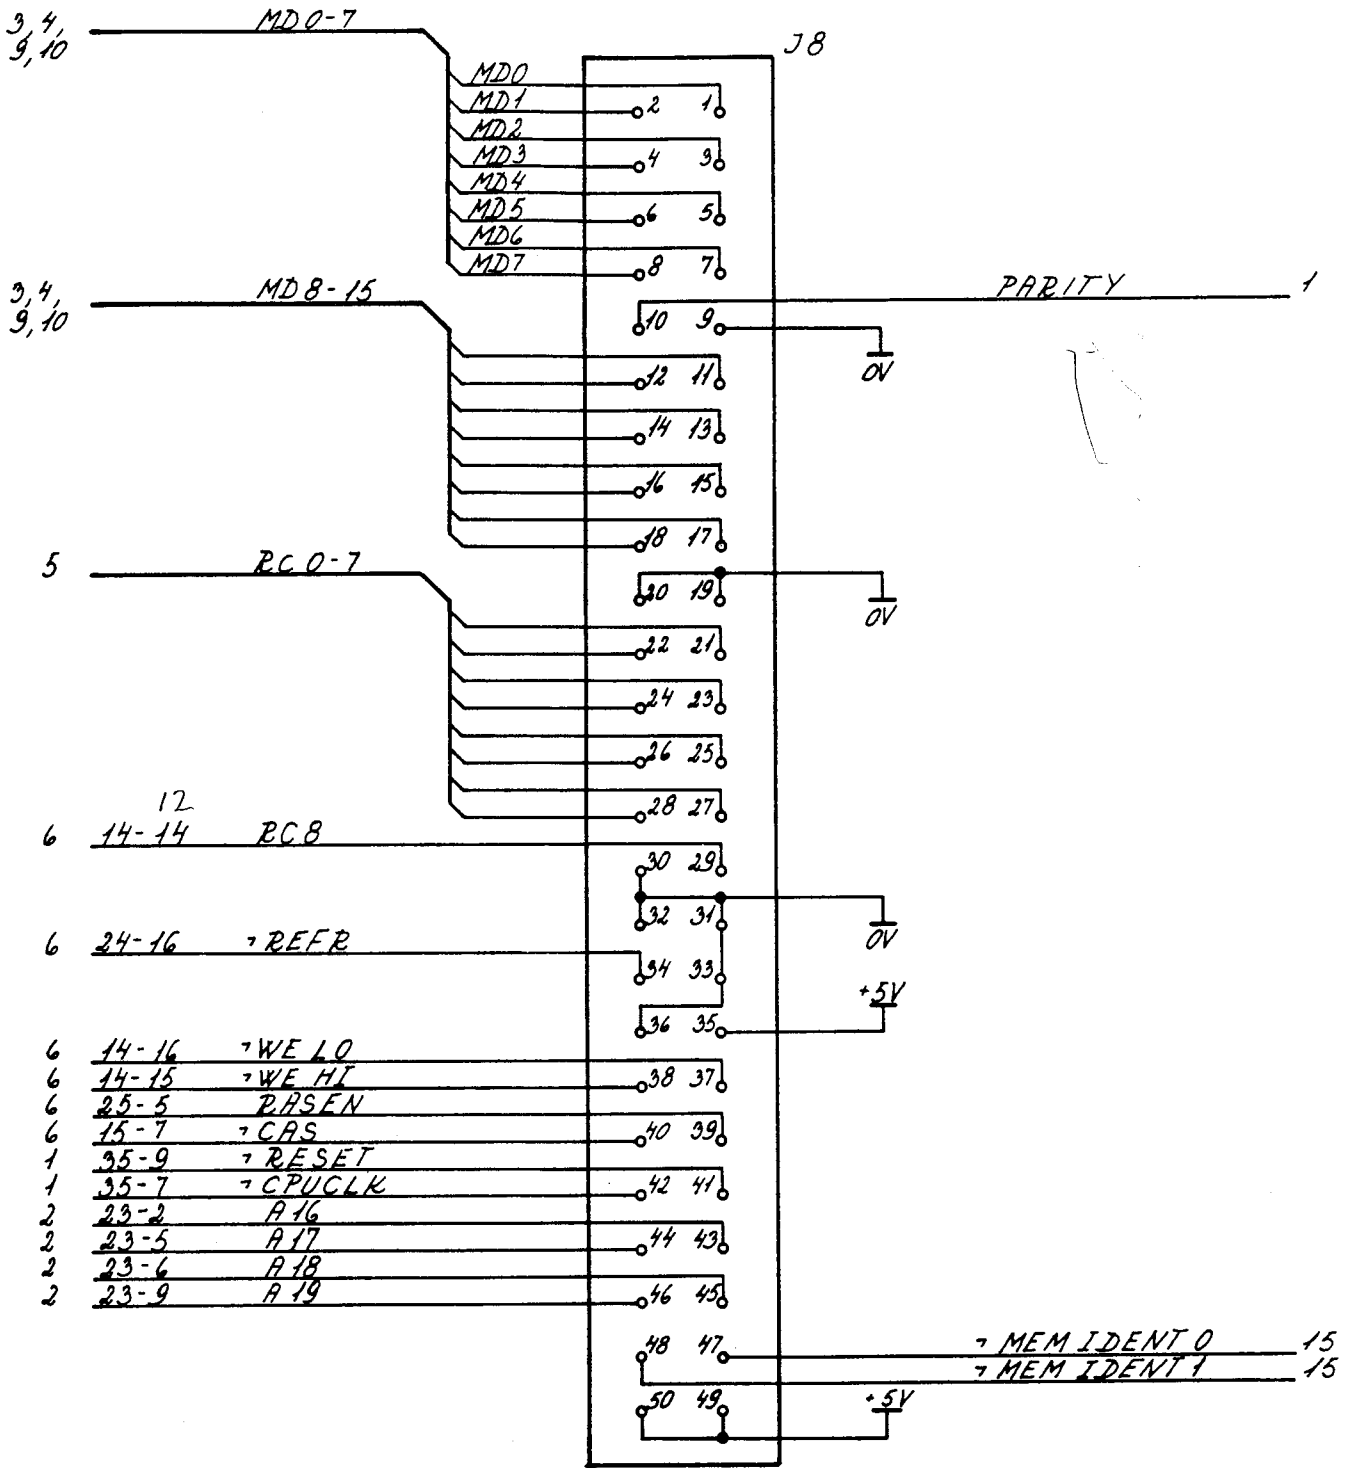 3,4, MD0-7
9,10
J8
MD0
MD1 2 1
MD2
MD3 4 3
MD4
MD5 6 5
MD6
MD7 8 7
3,4, MD8-15 PARITY 1
9,10 10 9
0V
12 11
14 13
16 15
18 17
5 RC0-7
20 19
0V
22 21
24 23
26 25
12
28 27
6 14-14 RC8
30 29
32 31
0V
6 24-16 ¬REFR
34 33
+5V
36 35
6 14-16 ¬WE LO
6 14-15 ¬WE HI 38 37
6 25-5 RASEN
6 15-7 ¬CAS 40 39
1 35-9 ¬RESET
1 35-7 ¬CPUCLK 42 41
2 23-2 A16
2 23-5 A17 44 43
2 23-6 A18
2 23-9 A19 46 45
48 47 ¬MEM IDENT 0 15
¬MEM IDENT 1 15
50 49 +5V